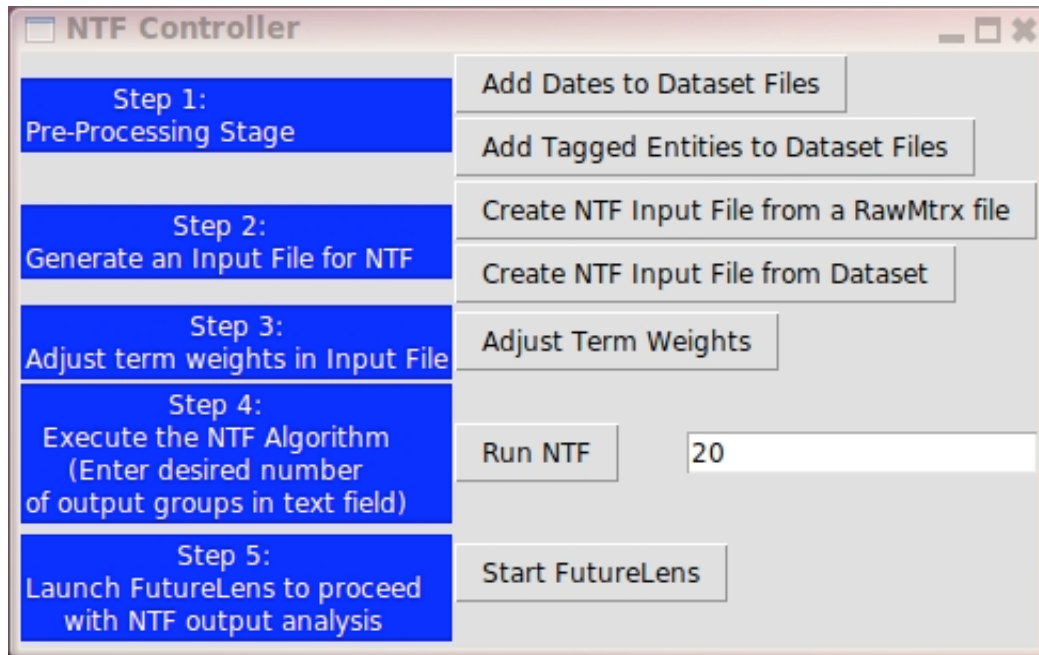 NTF Controller
Step 1:
Pre-Processing Stage
Add Dates to Dataset Files
Add Tagged Entities to Dataset Files
Step 2:
Generate an Input File for NTF
Create NTF Input File from a RawMtrx file
Create NTF Input File from Dataset
Step 3:
Adjust term weights in Input File
Adjust Term Weights
Step 4:
Execute the NTF Algorithm
(Enter desired number
of output groups in text field)
Run NTF
20
Step 5:
Launch FutureLens to proceed
with NTF output analysis
Start FutureLens